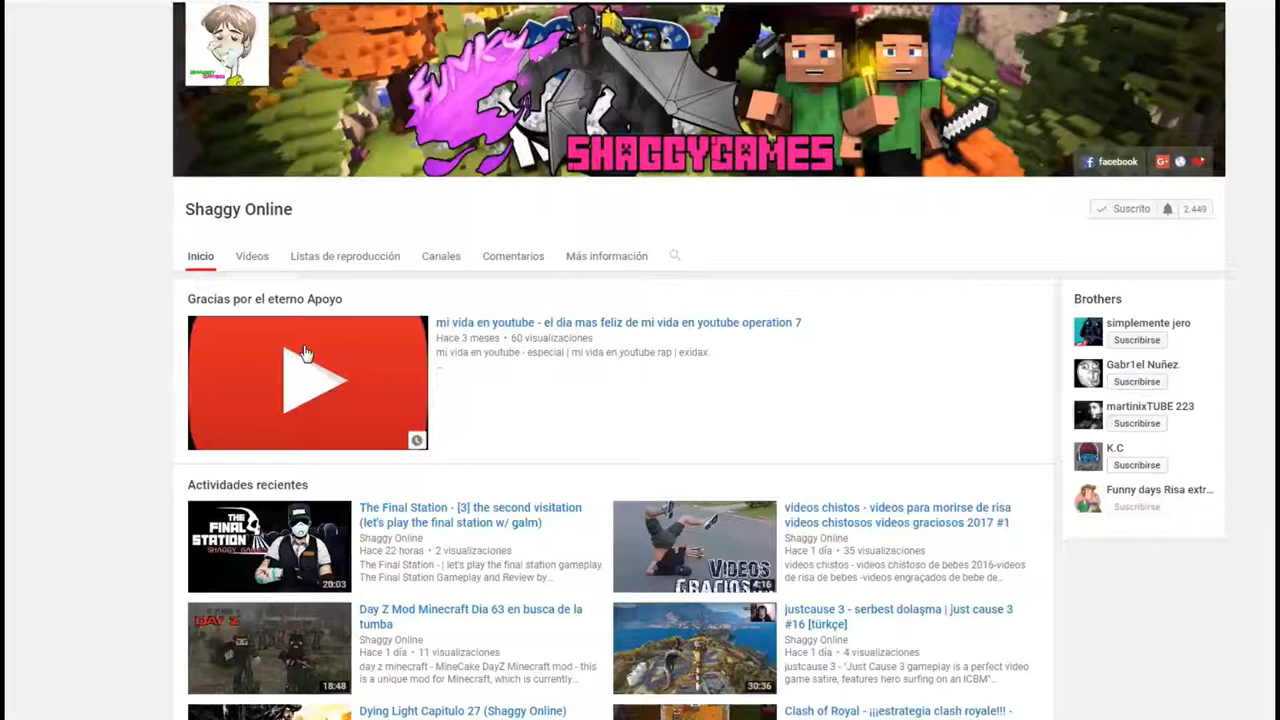 SHAGGYGAMES
facebook
Shaggy Online
Suscrito 2.449
Inicio Vídeos Listas de reproducción Canales Comentarios Más información
Gracias por el eterno Apoyo
mi vida en youtube - el dia mas feliz de mi vida en youtube operation 7
Hace 3 meses • 60 visualizaciones
mi vida en youtube - especial | mi vida en youtube rap | exidax.
...
Brothers
simplemente jero
Suscribirse
Gabr1el Nuñez
Suscribirse
martinixTUBE 223
Suscribirse
K.C
Suscribirse
Funny days Risa extr...
Suscribirse
Actividades recientes
THE FINAL STATION
20:03
The Final Station - [3] the second visitation
(let's play the final station w/ galm)
Shaggy Online
Hace 22 horas • 2 visualizaciones
The Final Station - | let's play the final station gameplay
The Final Station Gameplay and Review by...
VIDEOS
GRACIOSOS
4:16
videos chistos - videos para morirse de risa
videos chistosos videos graciosos 2017 #1
Shaggy Online
Hace 1 día • 35 visualizaciones
videos chistos - videos chistoso de bebes 2016-videos
de risa de bebes -videos engraçados de bebe de..
DAY Z
18:48
Day Z Mod Minecraft Dia 63 en busca de la
tumba
Shaggy Online
Hace 1 día • 11 visualizaciones
day z minecraft - MineCake DayZ Minecraft mod - this
is a unique mod for Minecraft, which is currently...
30:36
justcause 3 - serbest dolaşma | just cause 3
#16 [türkçe]
Shaggy Online
Hace 1 día • 4 visualizaciones
justcause 3 - "Just Cause 3 gameplay is a perfect video
game satire, features hero surfing on an ICBM"...
Dying Light Capitulo 27 (Shaggy Online)
Clash of Royal - ¡¡¡estrategia clash royale!!! -